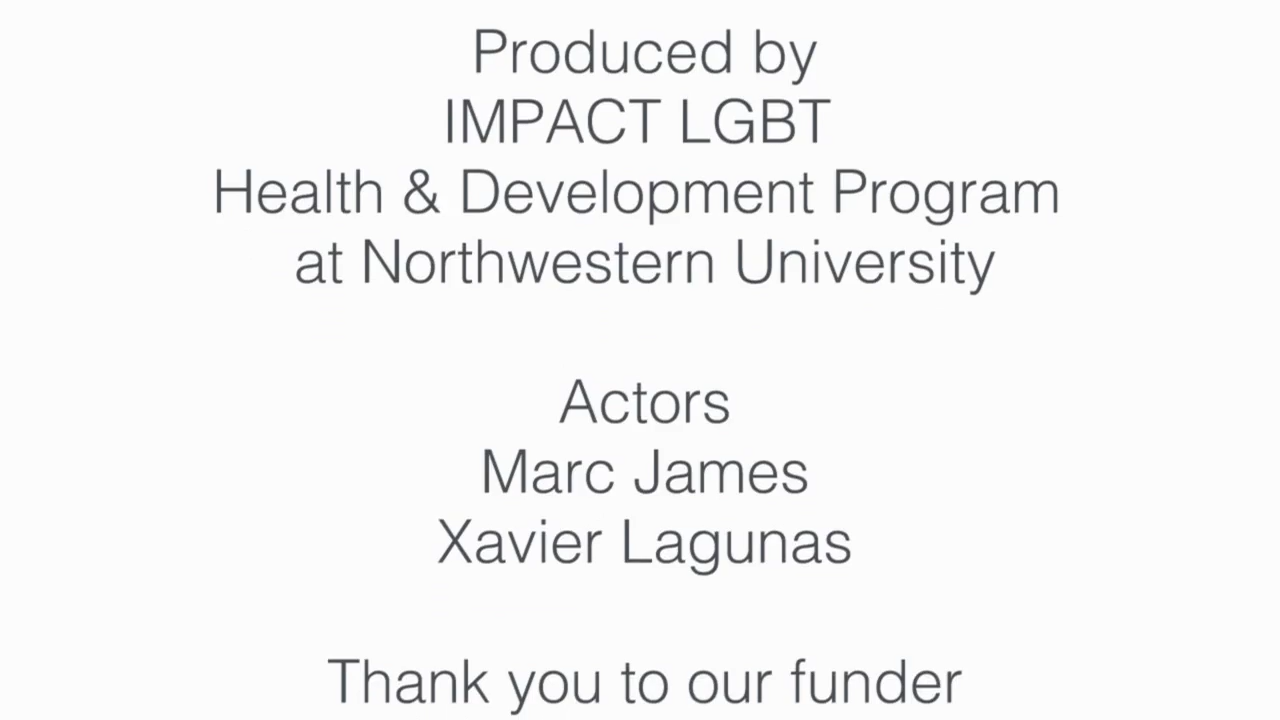 Produced by
IMPACT LGBT
Health & Development Program
at Northwestern University
Actors
Marc James
Xavier Lagunas
Thank you to our funder